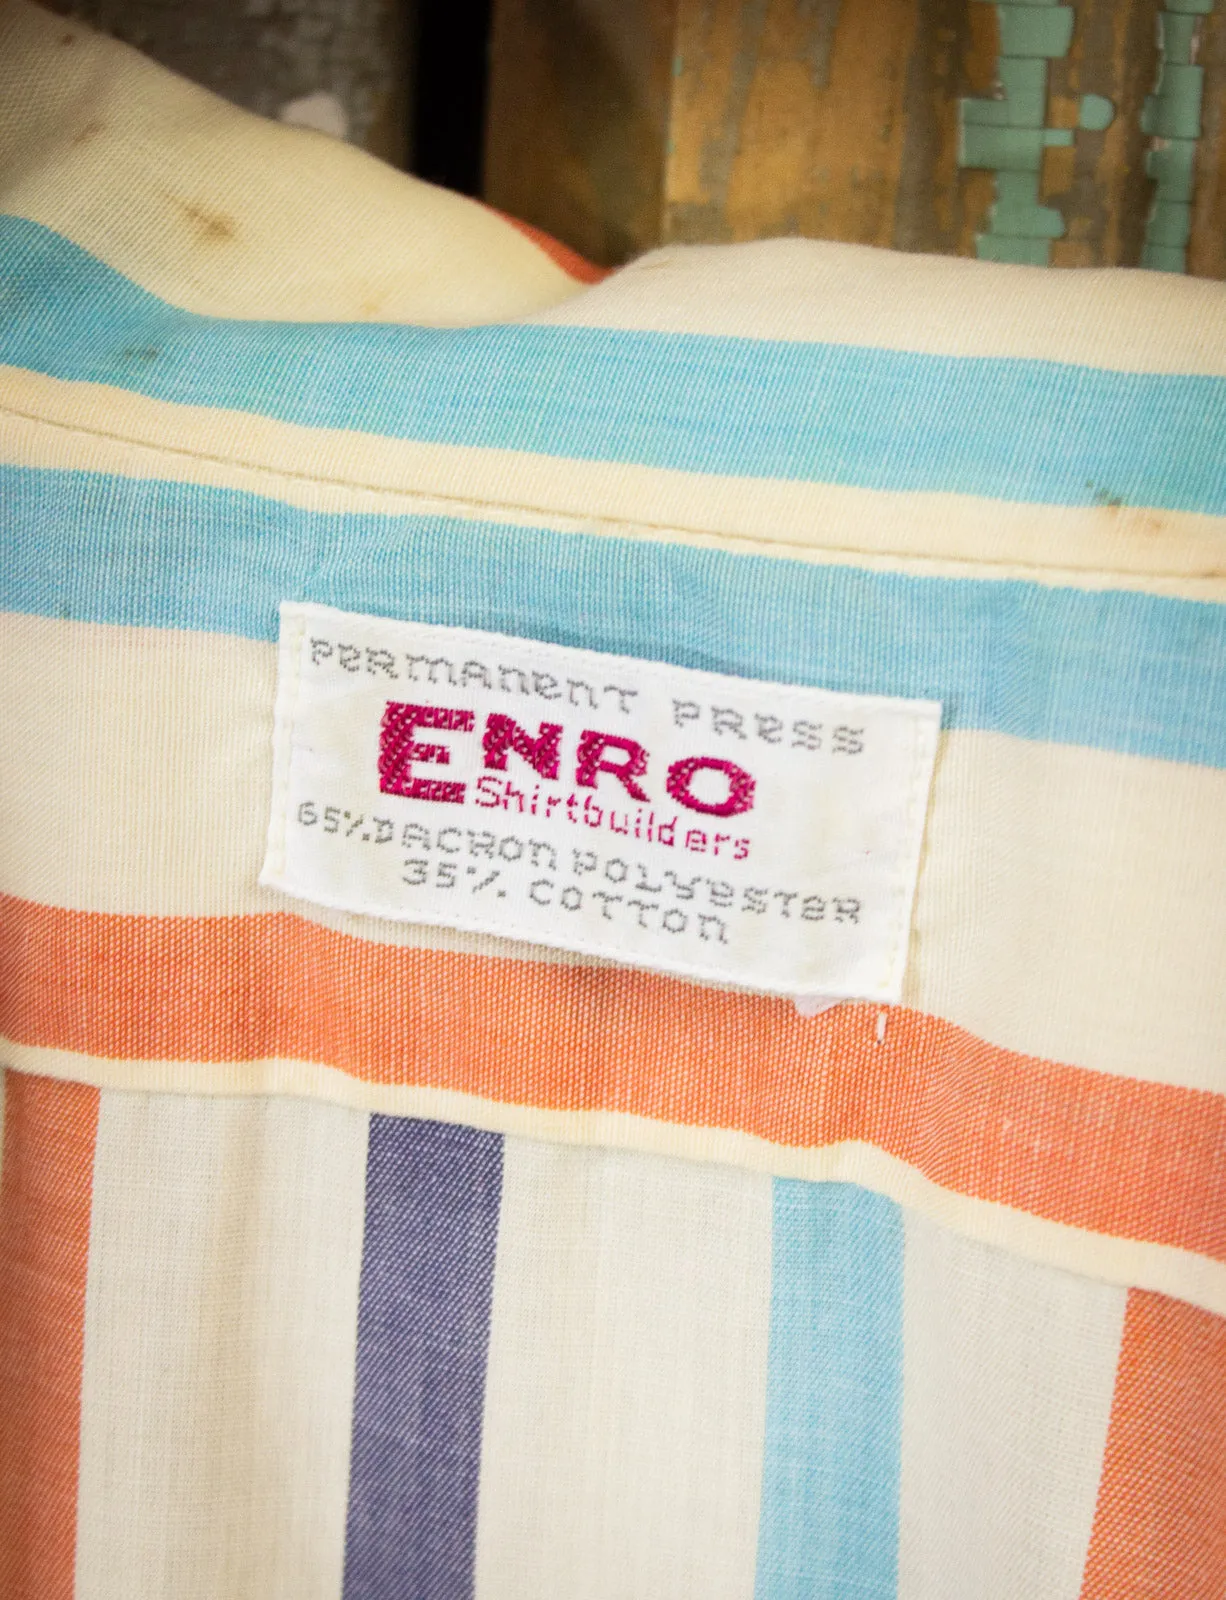 PERMANENT PRESS
ENRO
Shirtbuilders
65% DACRON POLYESTER
35% COTTON